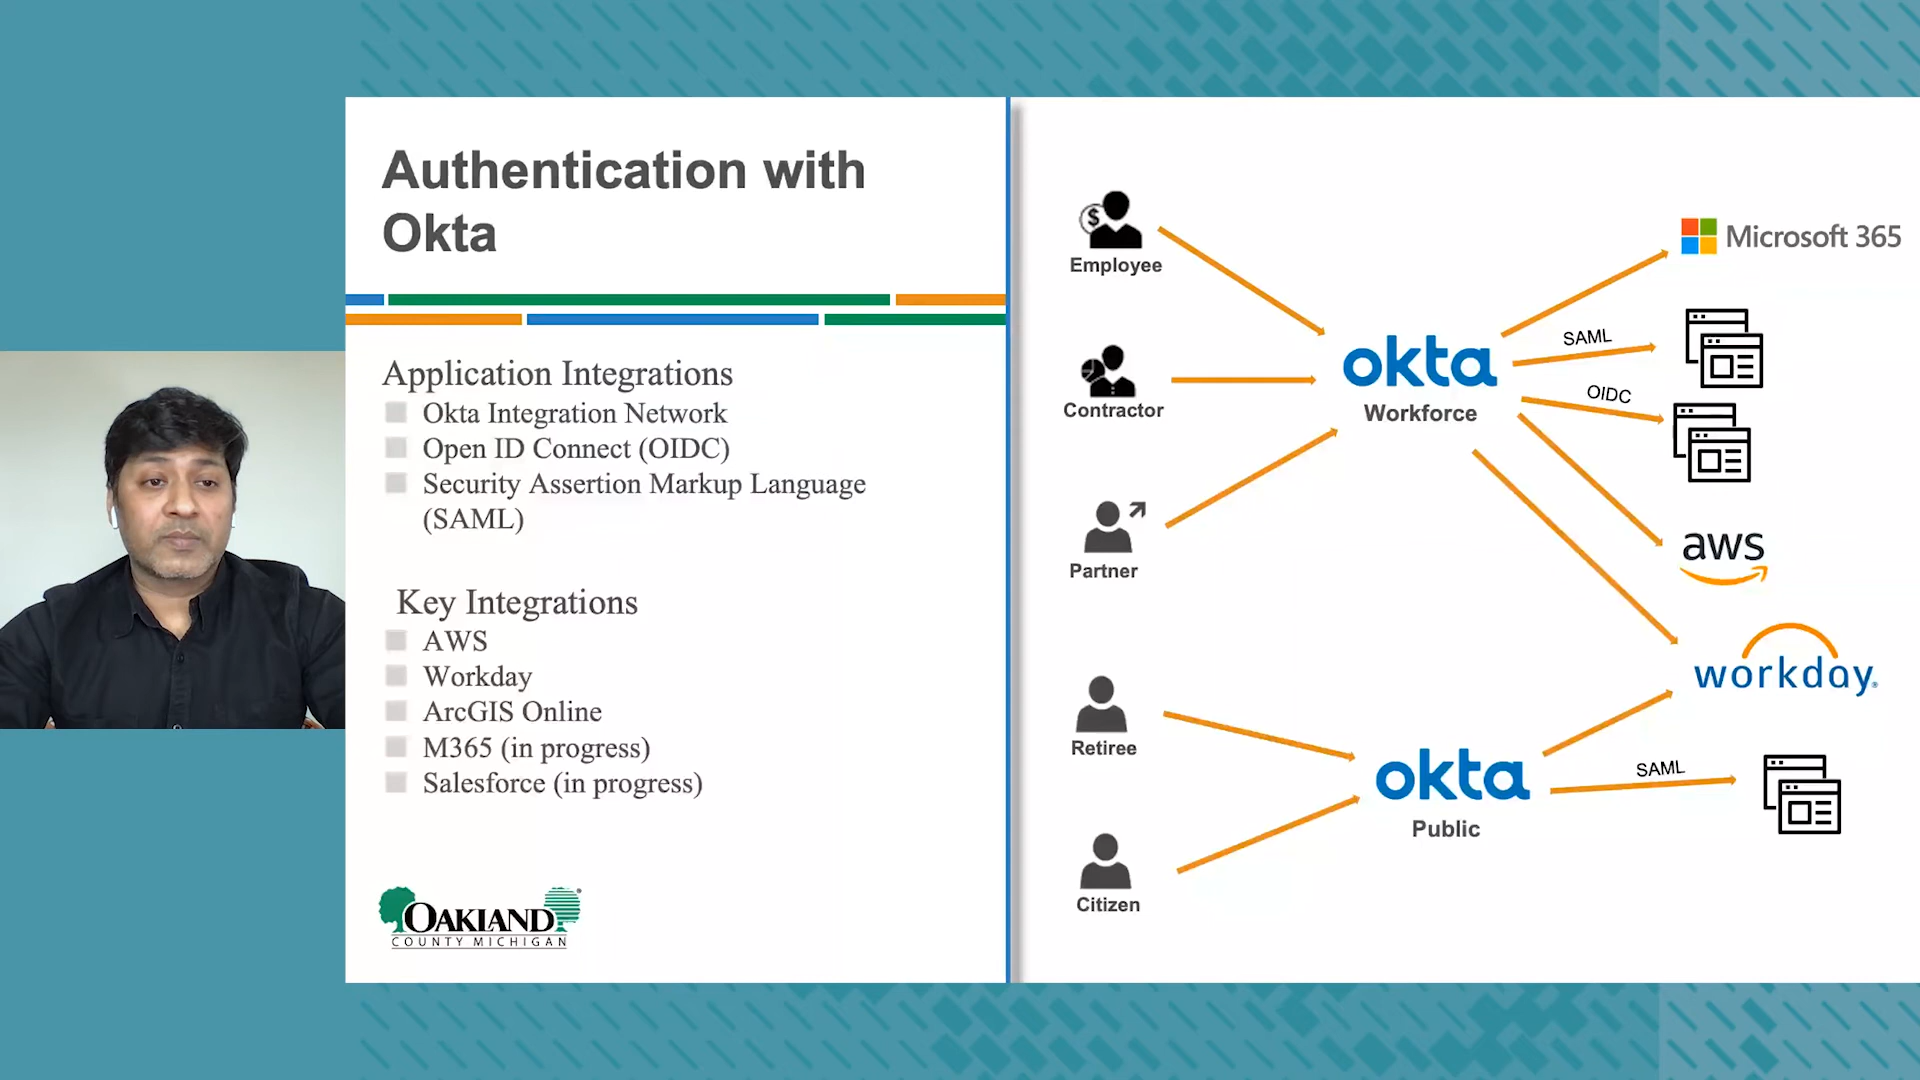 Authentication with
Okta
Application Integrations
Okta Integration Network
Open ID Connect (OIDC)
Security Assertion Markup Language
(SAML)
Key Integrations
AWS
Workday
ArcGIS Online
M365 (in progress)
Salesforce (in progress)
OAKLAND
COUNTY MICHIGAN
$
Employee
Contractor
Partner
Retiree
Citizen
okta
Workforce
okta
Public
Microsoft 365
SAML
OIDC
aws
workday
SAML